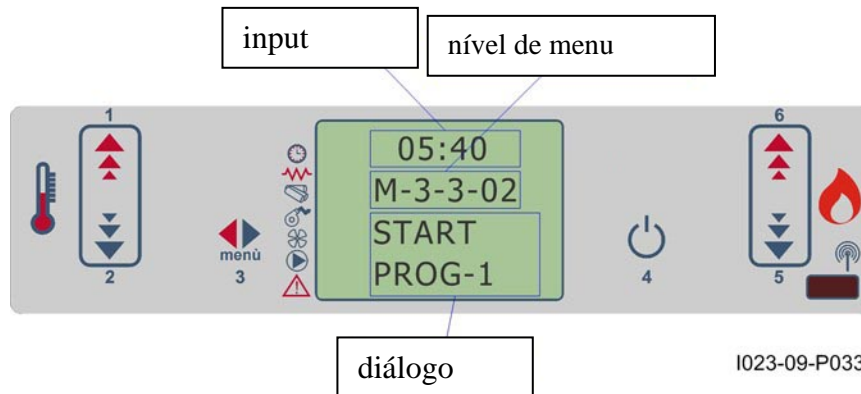 input
nível de menu
1
6
05:40
M-3-3-02
START
PROG-1
menù
2
3
4
5
diálogo
I023-09-P033